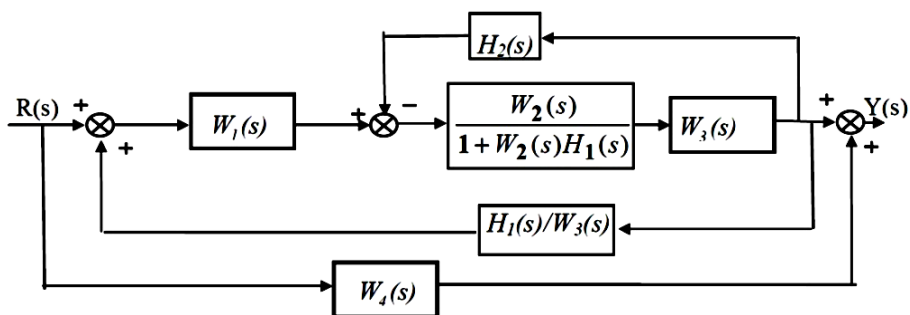 H₂(s)
R(s) + + − + Y(s)
W₁(s)
W₂(s)
1+W₂(s)H₁(s)
W₃(s)
+ +
H₁(s)/W₃(s)
W₄(s)